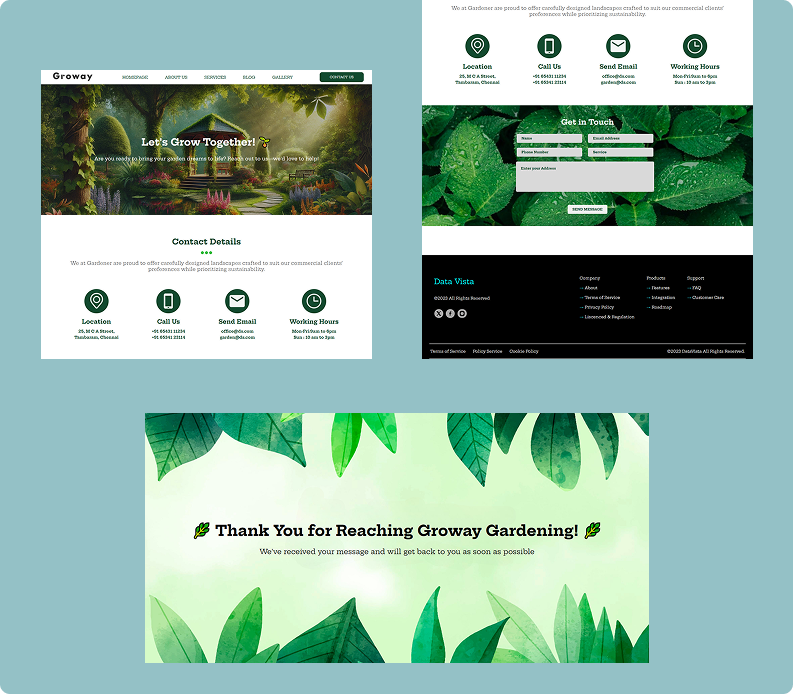 Groway
HOMEPAGE ABOUT US SERVICES BLOG GALLERY CONTACT US
Let's Grow Together!
Are you ready to bring your garden dreams to life? Reach out to us—we'd love to help!
Contact Details
We at Gardener are proud to offer carefully designed landscapes crafted to suit our commercial clients'
preferences while prioritizing sustainability.
Location Call Us Send Email Working Hours
25, M C A Street, +91 65431 11234 office@ds.com Mon-Fri:9am to 6pm
Tambaram, Chennai +91 65341 23114 garden@ds.com Sun : 10 am to 2pm
We at Gardener are proud to offer carefully designed landscapes crafted to suit our commercial clients'
preferences while prioritizing sustainability.
Location Call Us Send Email Working Hours
25, M C A Street, +91 65431 11234 office@ds.com Mon-Fri:9am to 6pm
Tambaram, Chennai +91 65341 23114 garden@ds.com Sun : 10 am to 2pm
Get in Touch
Name Email Address
Phone Number Service
Enter your Address
SEND MESSAGE
Data Vista
©2023 All Rights Reserved
Company Products Support
→ About → Features → FAQ
→ Terms of Service → Integration → Customer Care
→ Privacy Policy → Roadmap
→ Liscenced & Regulation
Terms of Service Policy Service Cookie Policy ©2023 DataVista All Rights Reserved.
Thank You for Reaching Groway Gardening!
We've received your message and will get back to you as soon as possible